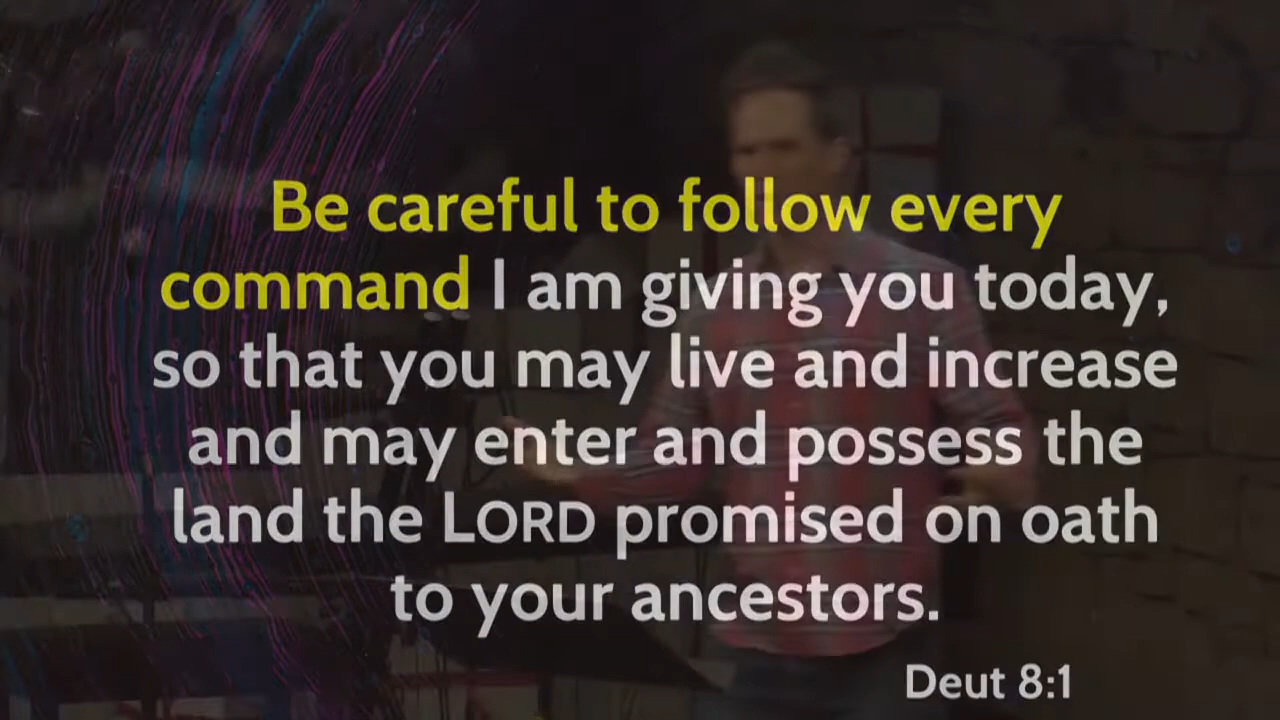 Be careful to follow every
command I am giving you today,
so that you may live and increase
and may enter and possess the
land the LORD promised on oath
to your ancestors.
Deut 8:1